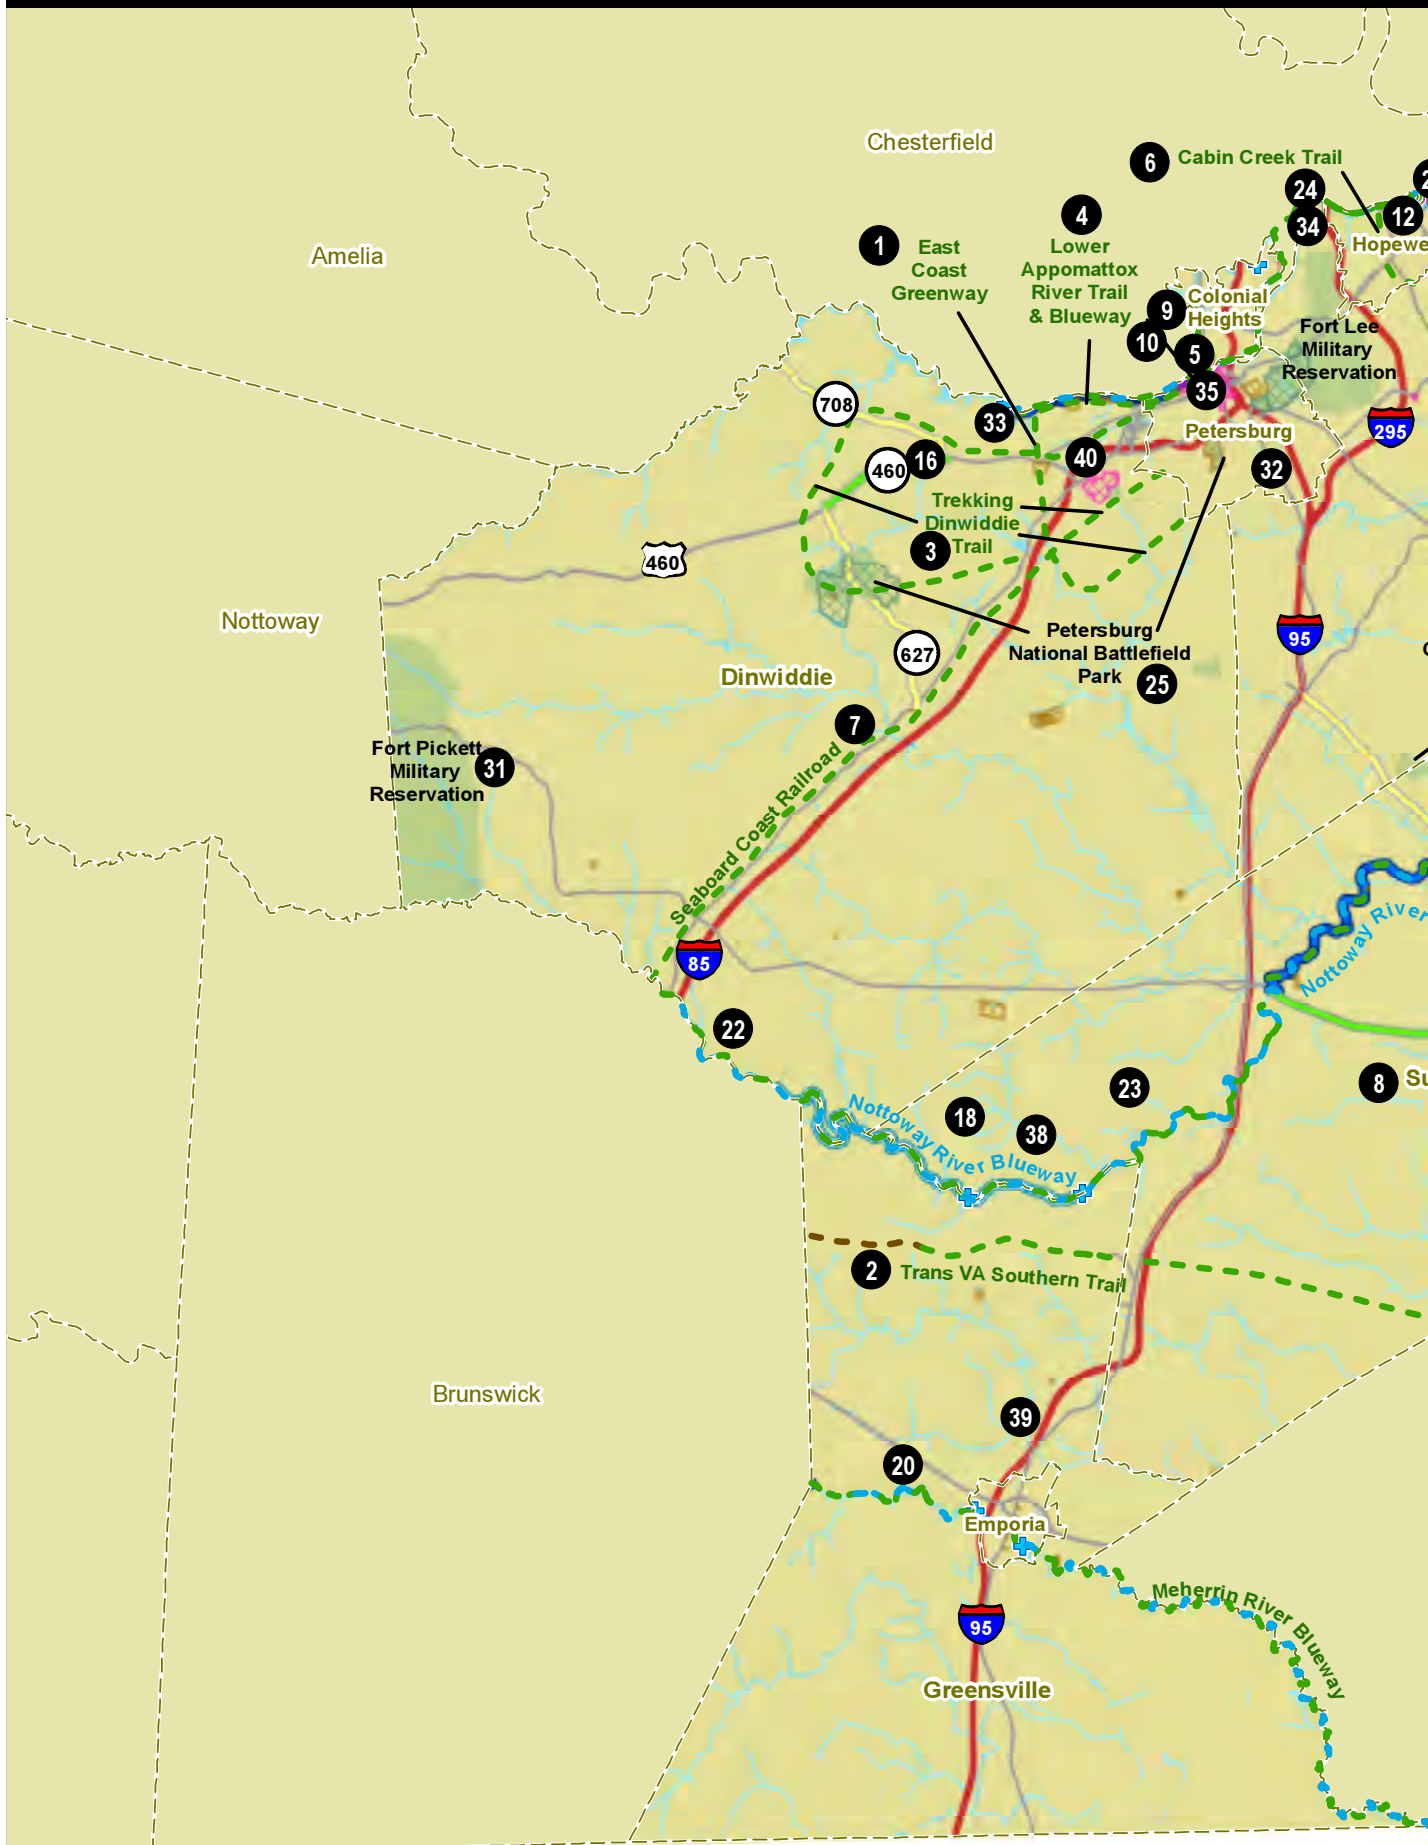 Chesterfield
6
Cabin Creek Trail
24
2
12
34
Hopewe
4
Lower
Appomattox
River Trail
& Blueway
1
East
Coast
Greenway
Amelia
9
Colonial
Heights
10
5
Fort Lee
Military
Reservation
35
708
33
Petersburg
295
460
16
40
32
Trekking
Dinwiddie
Trail
3
460
Nottoway
627
95
Petersburg
National Battlefield
Park
25
Dinwiddie
7
Fort Pickett
Military
Reservation
31
Seaboard Coast Railroad
85
Nottoway River
22
8
Su
23
18
38
Nottoway River Blueway
2
Trans VA Southern Trail
Brunswick
39
20
Emporia
Meherrin River Blueway
95
Greensville